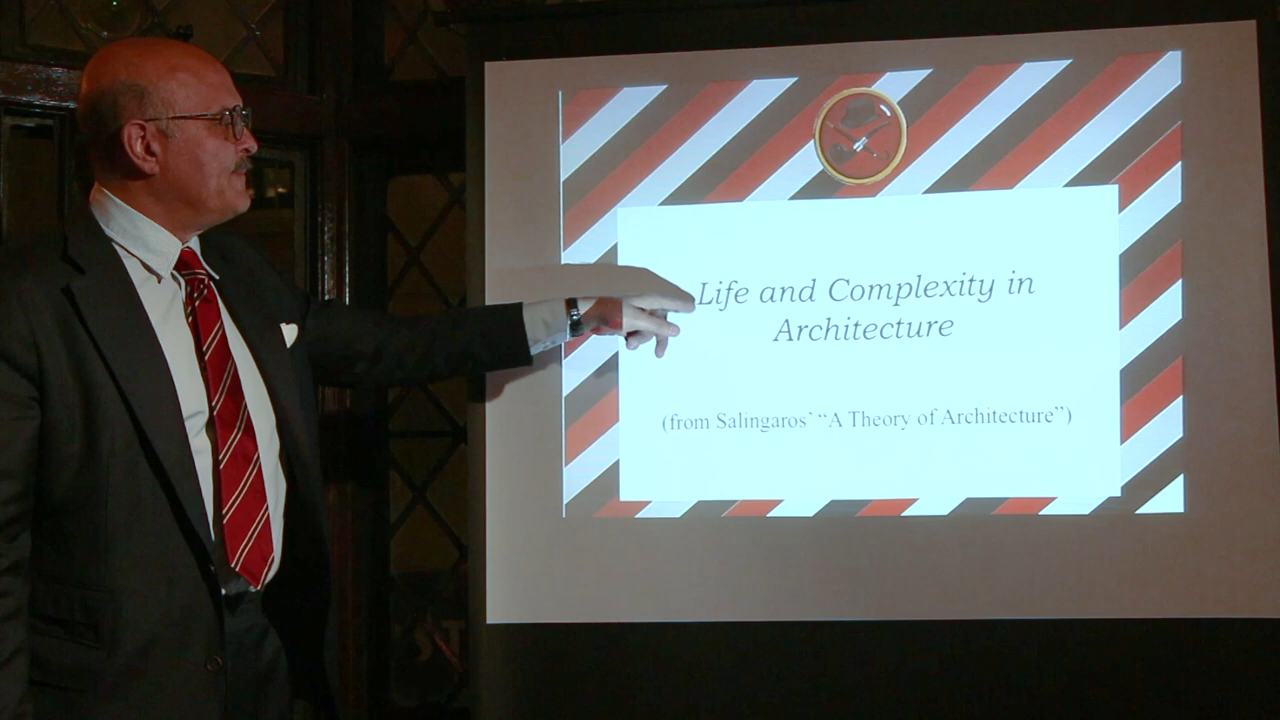 Life and Complexity in
Architecture
(from Salingaros’ “A Theory of Architecture”)